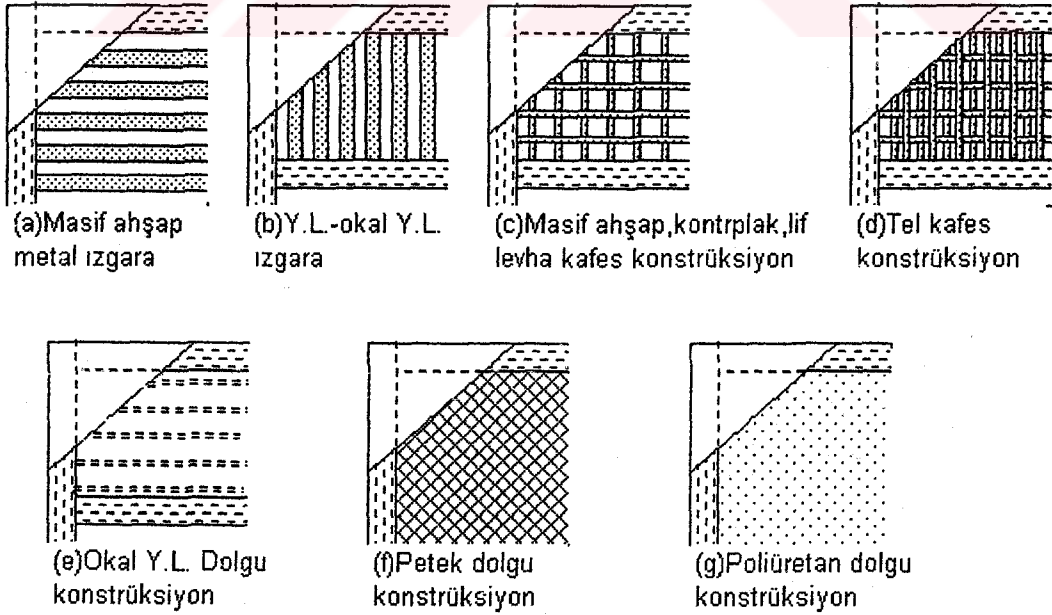 (a)Masif ahşap
metal ızgara
(b)Y.L.-okal Y.L.
ızgara
(c)Masif ahşap,kontrplak,lif
levha kafes konstrüksiyon
(d)Tel kafes
konstrüksiyon
(e)Okal Y.L. Dolgu
konstrüksiyon
(f)Petek dolgu
konstrüksiyon
(g)Poliüretan dolgu
konstrüksiyon